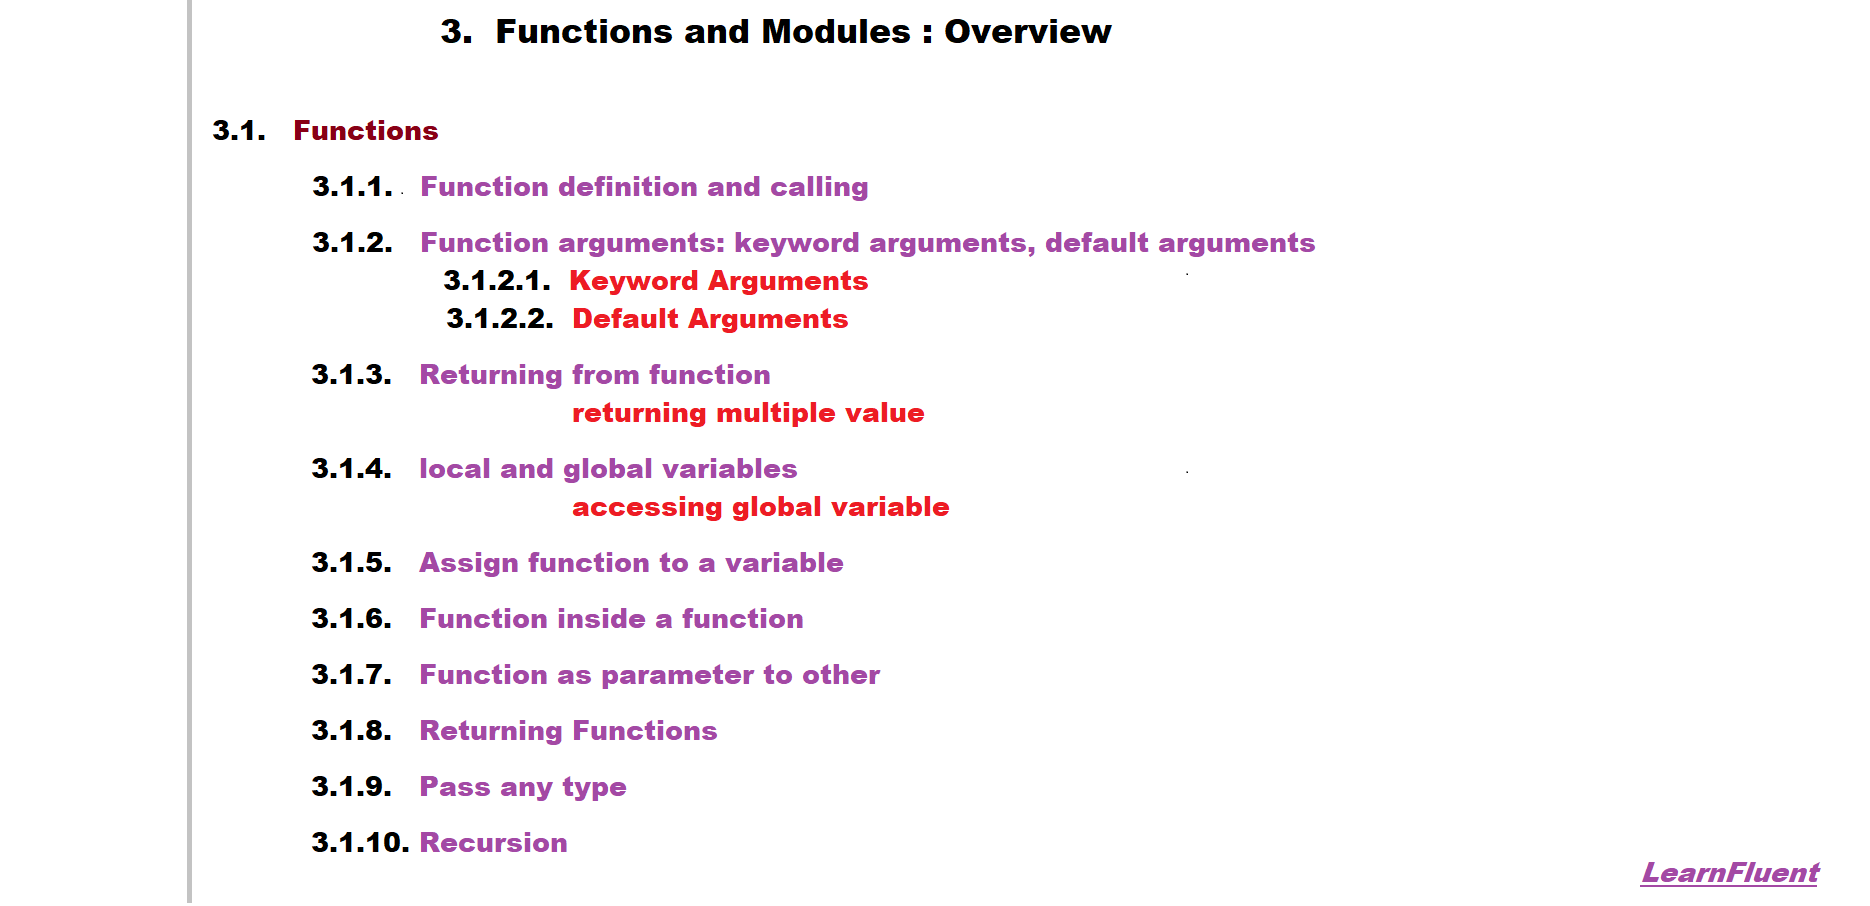 3. Functions and Modules : Overview
3.1. Functions
3.1.1. Function definition and calling
3.1.2. Function arguments: keyword arguments, default arguments
3.1.2.1. Keyword Arguments
3.1.2.2. Default Arguments
3.1.3. Returning from function
returning multiple value
3.1.4. local and global variables
accessing global variable
3.1.5. Assign function to a variable
3.1.6. Function inside a function
3.1.7. Function as parameter to other
3.1.8. Returning Functions
3.1.9. Pass any type
3.1.10. Recursion
LearnFluent